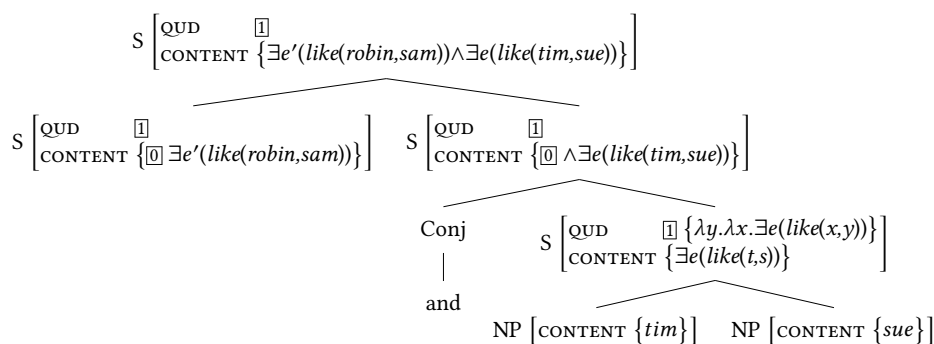 S [QUD 1
CONTENT {∃e′(like(robin,sam))∧∃e(like(tim,sue))}]
S [QUD 1
CONTENT {0 ∃e′(like(robin,sam))}]
S [QUD 1
CONTENT {0 ∧∃e(like(tim,sue))}]
Conj
S [QUD 1 {λy.λx.∃e(like(x,y))}
CONTENT {∃e(like(t,s))}]
and
NP [CONTENT {tim}] NP [CONTENT {sue}]